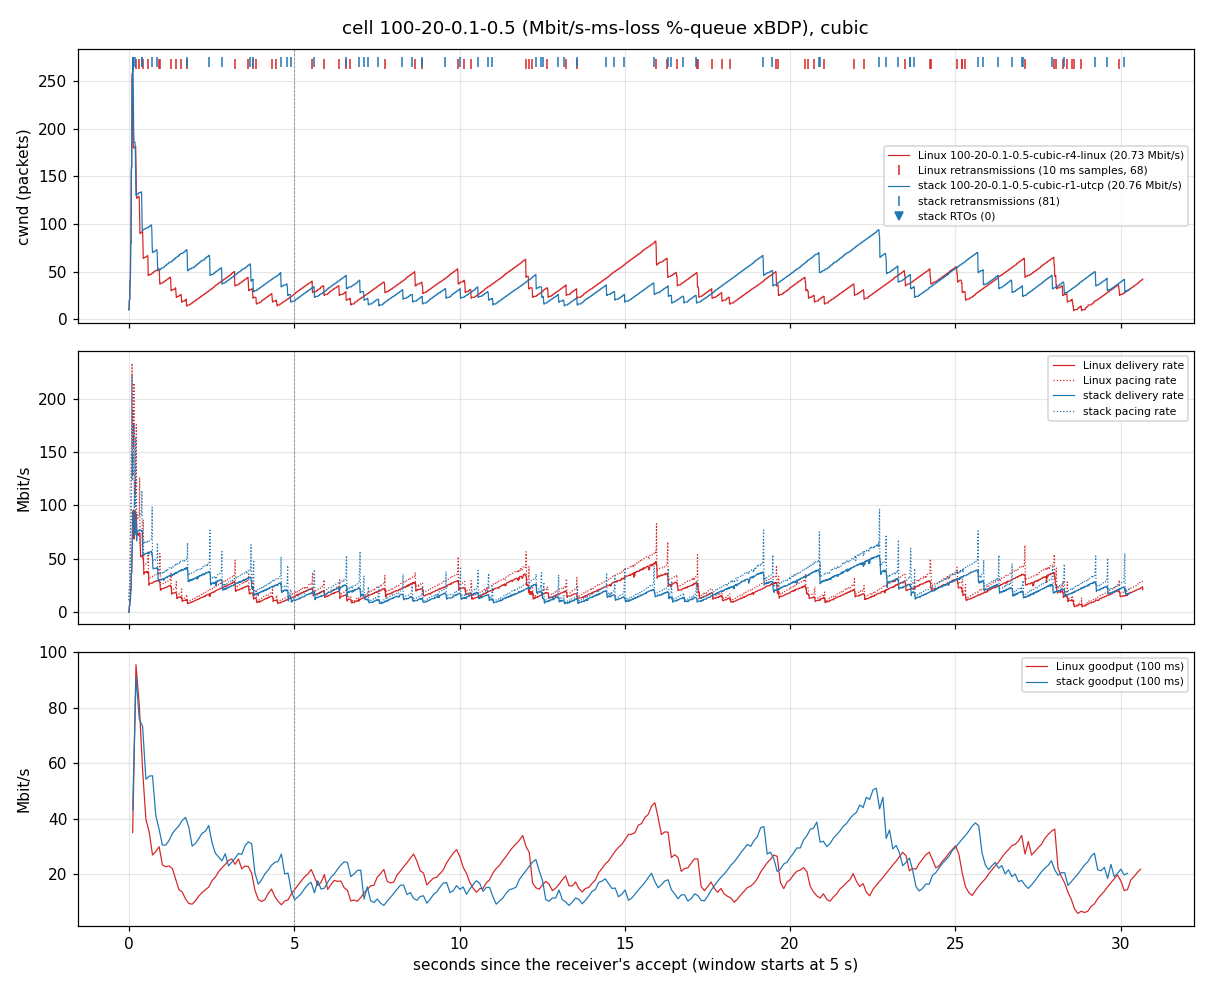 cell 100-20-0.1-0.5 (Mbit/s-ms-loss %-queue xBDP), cubic
cwnd (packets)
250
200
150
100
50
0
Linux 100-20-0.1-0.5-cubic-r4-linux (20.73 Mbit/s)
Linux retransmissions (10 ms samples, 68)
stack 100-20-0.1-0.5-cubic-r1-utcp (20.76 Mbit/s)
stack retransmissions (81)
stack RTOs (0)
Mbit/s
200
150
100
50
0
Linux delivery rate
Linux pacing rate
stack delivery rate
stack pacing rate
Mbit/s
100
80
60
40
20
Linux goodput (100 ms)
stack goodput (100 ms)
0 5 10 15 20 25 30
seconds since the receiver's accept (window starts at 5 s)